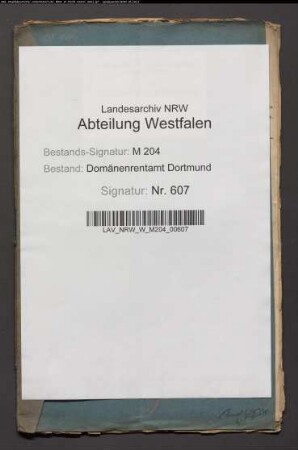 Landesarchiv NRW
Abteilung Westfalen
Bestands-Signatur: M 204
Bestand: Domänenrentamt Dortmund
Signatur: Nr. 607
LAV_NRW_W_M204_00607